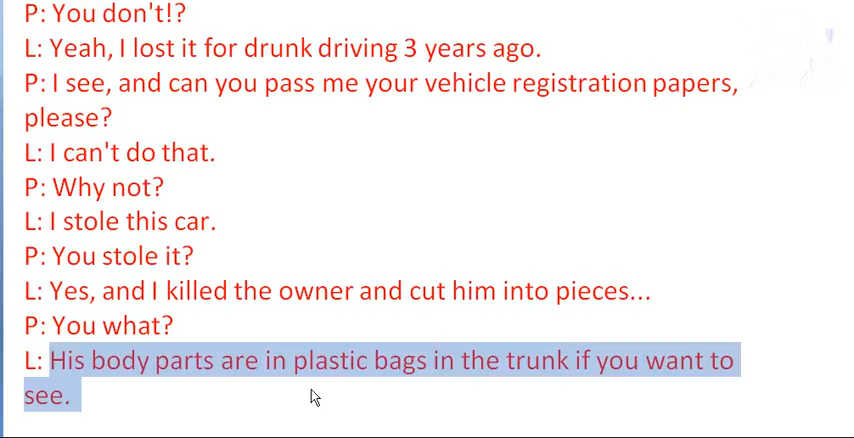 P: You don't!?
L: Yeah, I lost it for drunk driving 3 years ago.
P: I see, and can you pass me your vehicle registration papers,
please?
L: I can't do that.
P: Why not?
L: I stole this car.
P: You stole it?
L: Yes, and I killed the owner and cut him into pieces...
P: You what?
L: His body parts are in plastic bags in the trunk if you want to
see.